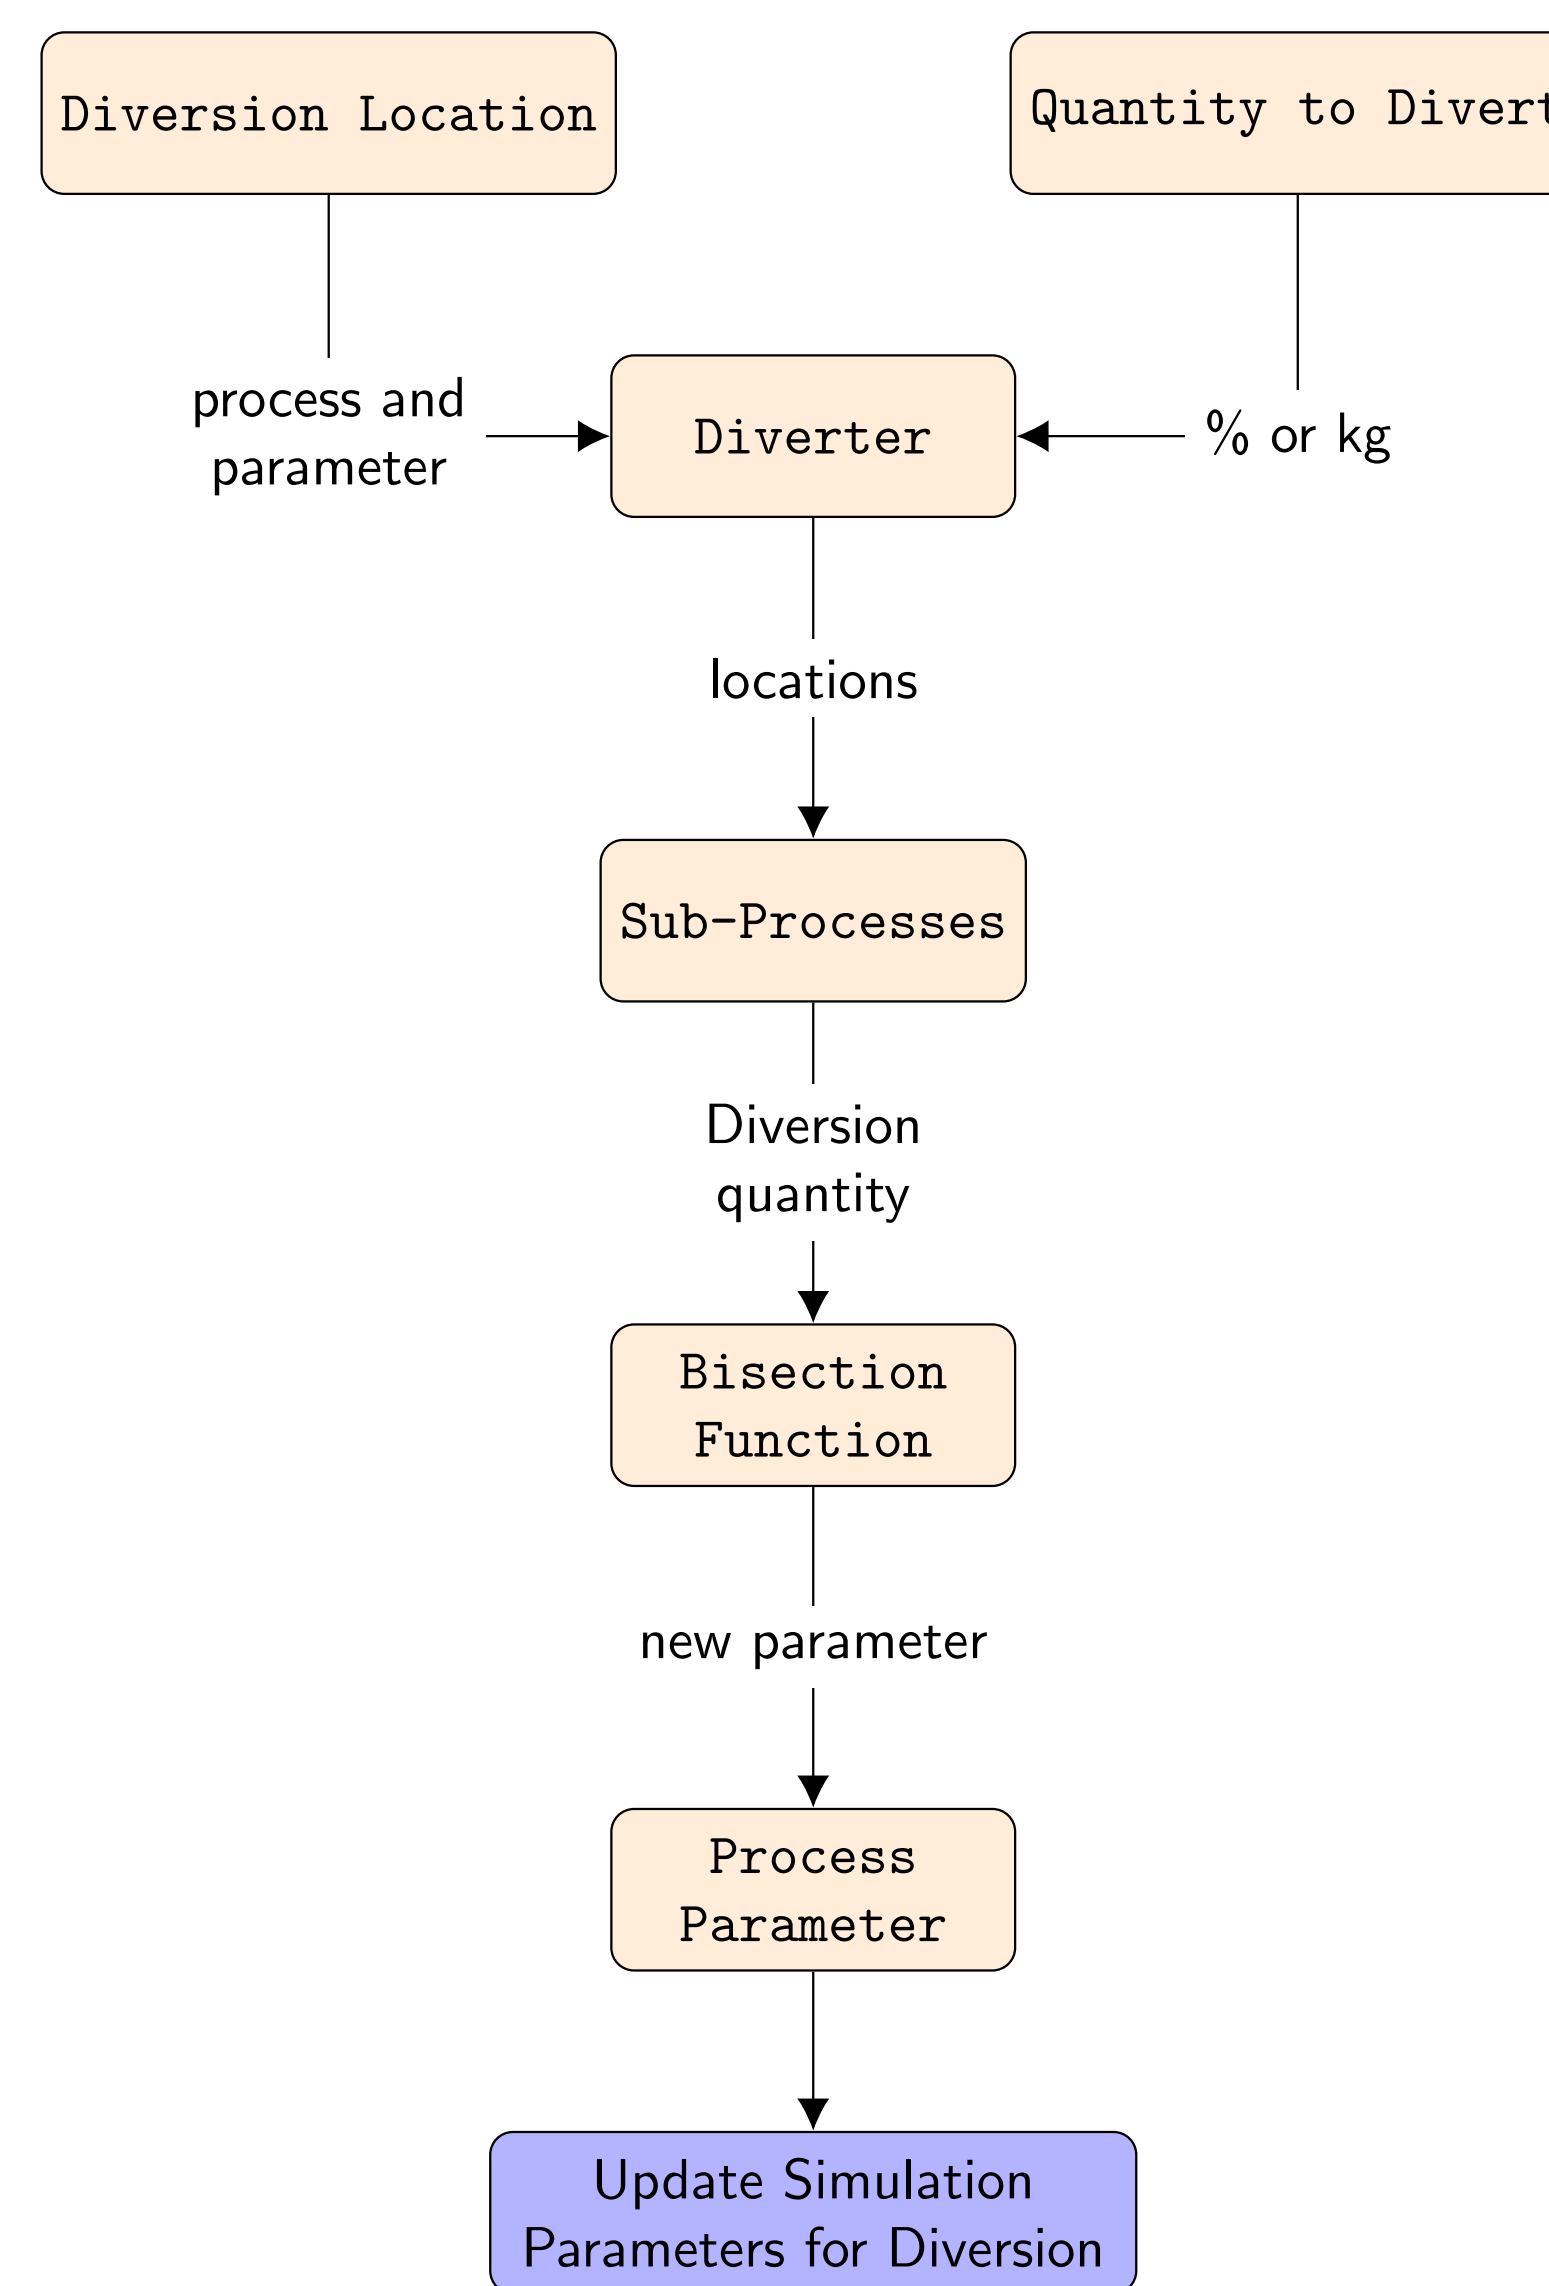 Diversion Location
Quantity to Divert
process and
parameter
Diverter
% or kg
locations
Sub-Processes
Diversion
quantity
Bisection
Function
new parameter
Process
Parameter
Update Simulation
Parameters for Diversion